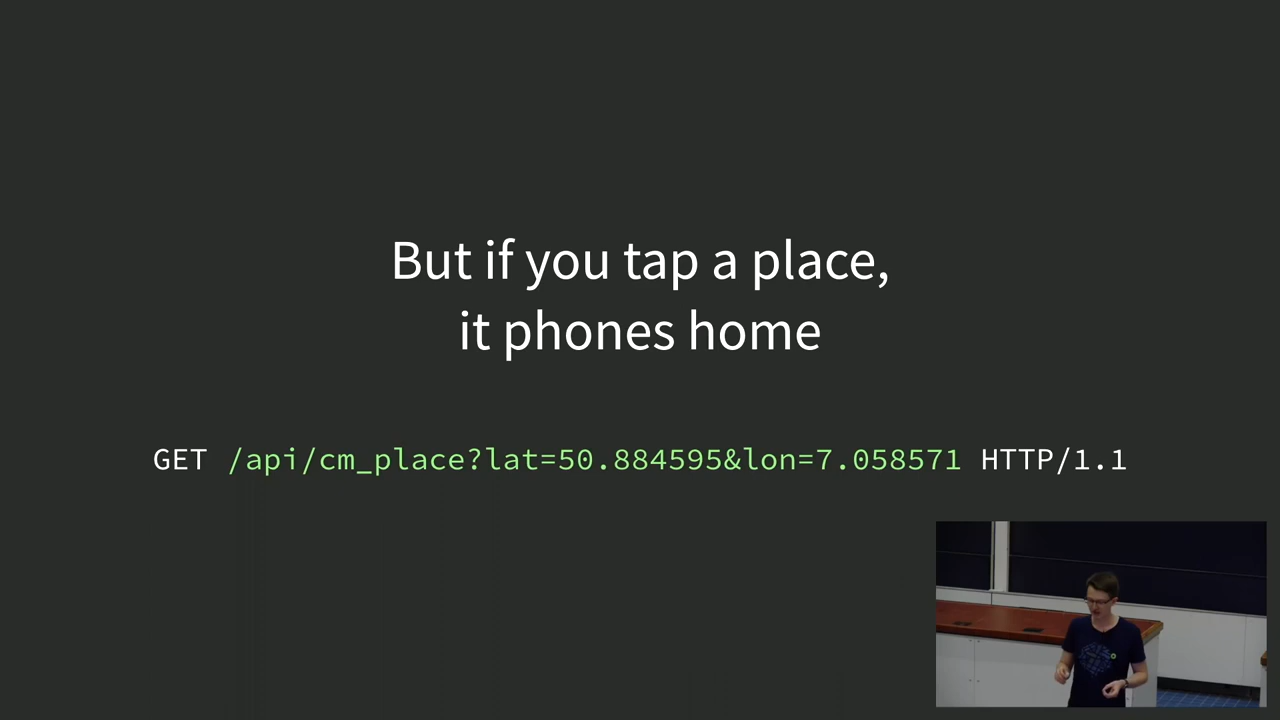 But if you tap a place,
it phones home
GET /api/cm_place?lat=50.884595&lon=7.058571 HTTP/1.1